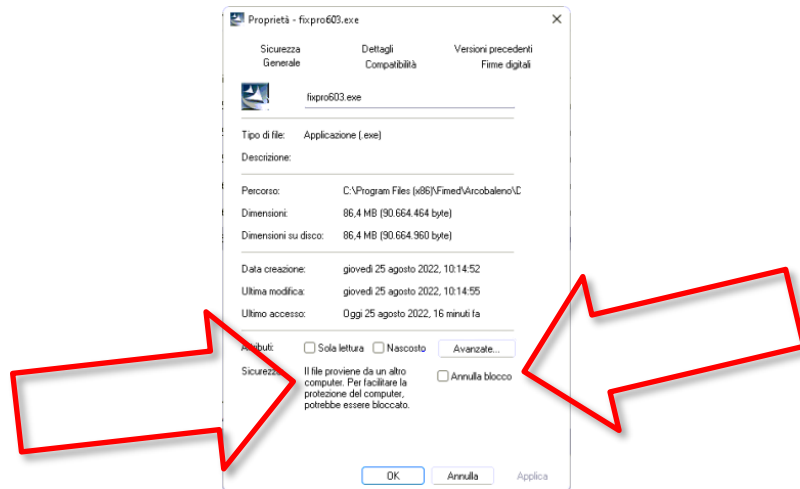 Proprietà - fixpro603.exe
Sicurezza Dettagli Versioni precedenti
Generale Compatibilità Firme digitali
fixpro603.exe
Tipo di file: Applicazione (.exe)
Descrizione:
Percorso: C:\Program Files (x86)\Fimed\Arcobaleno\D
Dimensioni: 86,4 MB (90.664.464 byte)
Dimensioni su disco: 86,4 MB (90.664.960 byte)
Data creazione: giovedì 25 agosto 2022, 10:14:52
Ultima modifica: giovedì 25 agosto 2022, 10:14:55
Ultimo accesso: Oggi 25 agosto 2022, 16 minuti fa
Attributi: Sola lettura Nascosto Avanzate...
Sicurezza: Il file proviene da un altro Annulla blocco
computer. Per facilitare la
protezione del computer,
potrebbe essere bloccato.
OK Annulla Applica